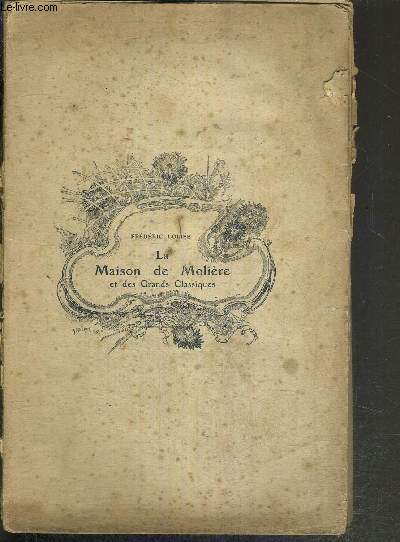 Le-livre.com
FRÉDÉRIC LOLIÉE
La
Maison de Molière
et des Grands Classiques